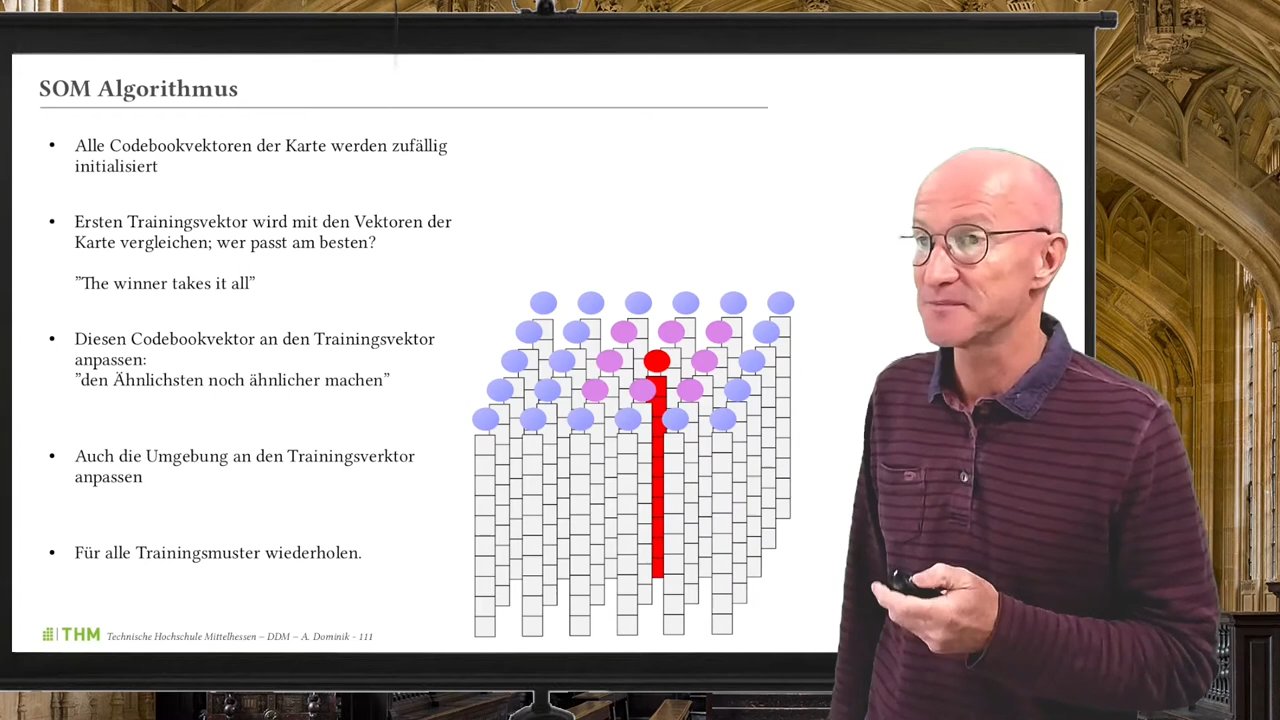 SOM Algorithmus
• Alle Codebookvektoren der Karte werden zufällig
initialisiert
• Ersten Trainingsvektor wird mit den Vektoren der
Karte vergleichen; wer passt am besten?
"The winner takes it all"
• Diesen Codebookvektor an den Trainingsvektor
anpassen:
"den Ähnlichsten noch ähnlicher machen"
• Auch die Umgebung an den Trainingsverktor
anpassen
• Für alle Trainingsmuster wiederholen.
THM Technische Hochschule Mittelhessen – DDM – A. Dominik - 111